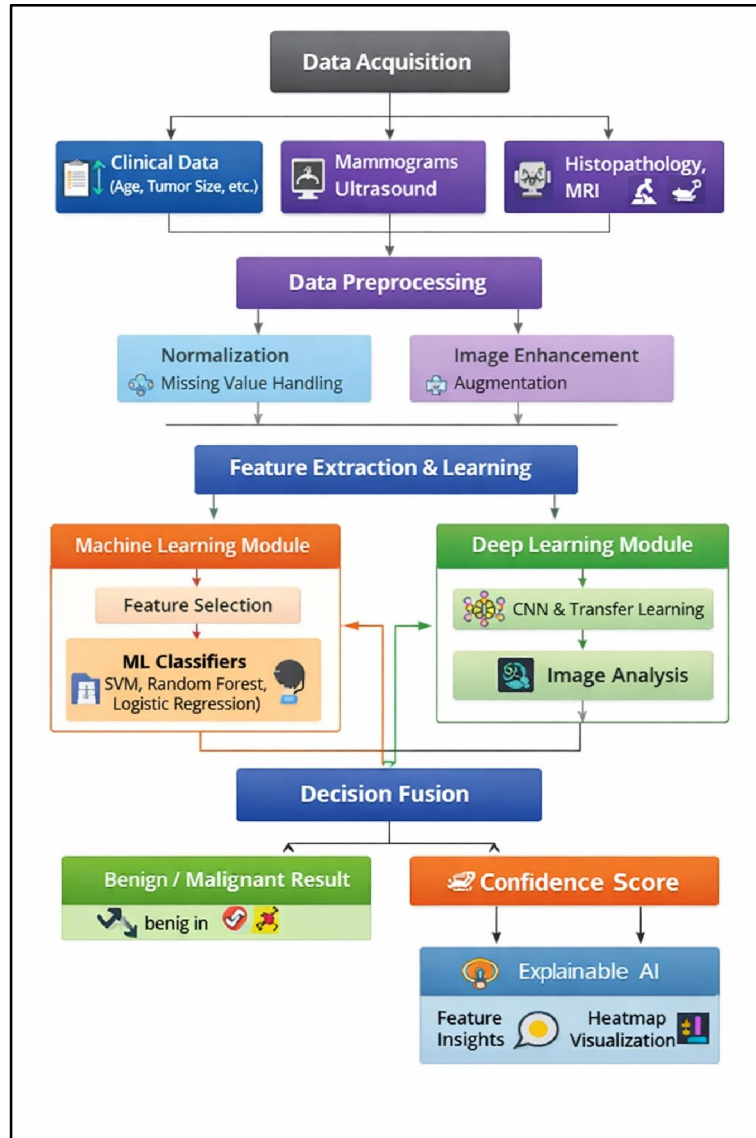 Data Acquisition
Clinical Data
(Age, Tumor Size, etc.)
Mammograms
Ultrasound
Histopathology,
MRI
Data Preprocessing
Normalization
Missing Value Handling
Image Enhancement
Augmentation
Feature Extraction & Learning
Machine Learning Module
Feature Selection
ML Classifiers
SVM, Random Forest,
Logistic Regression)
Deep Learning Module
CNN & Transfer Learning
Image Analysis
Decision Fusion
Benign / Malignant Result
benig in
Confidence Score
Explainable AI
Feature
Insights
Heatmap
Visualization